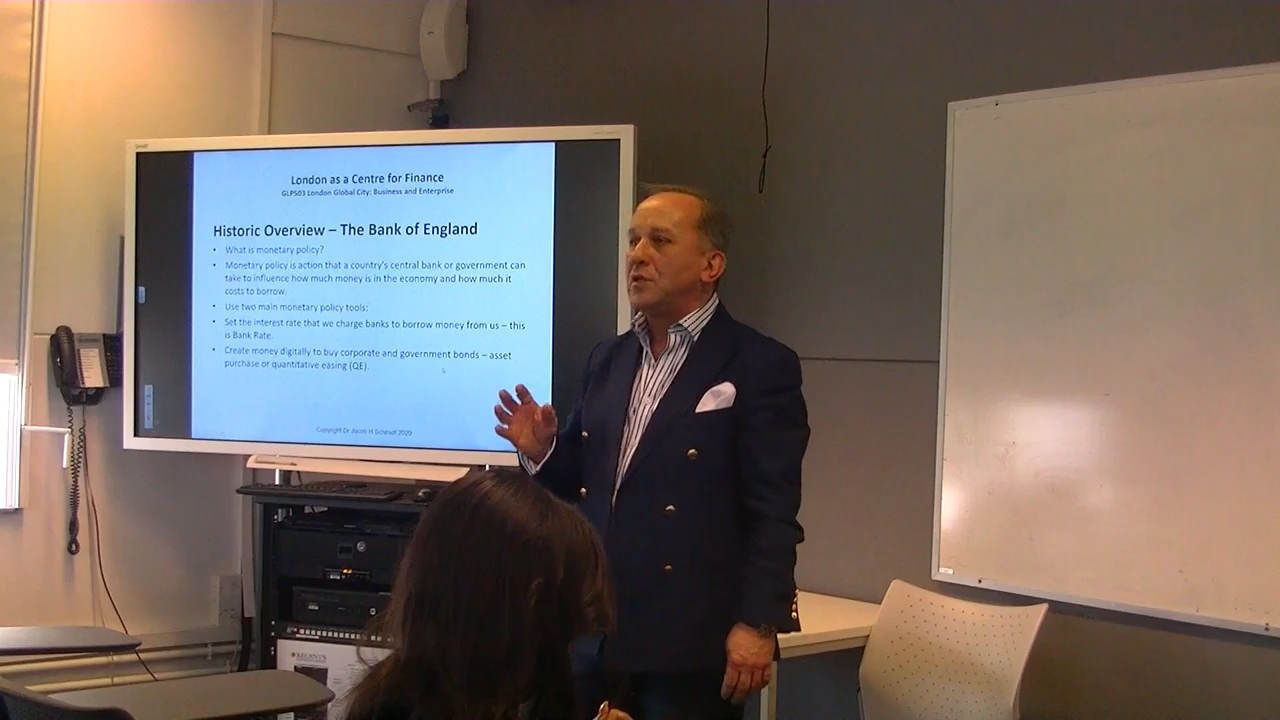 London as a Centre for Finance
GLP503 London Global City: Business and Enterprise
Historic Overview – The Bank of England
• What is monetary policy?
• Monetary policy is action that a country's central bank or government can
take to influence how much money is in the economy and how much it
costs to borrow.
• Use two main monetary policy tools:
• Set the interest rate that we charge banks to borrow money from us – this
is Bank Rate.
• Create money digitally to buy corporate and government bonds – asset
purchase or quantitative easing (QE).
Copyright Dr Jacob H Schmidt 2020
REGENT'S